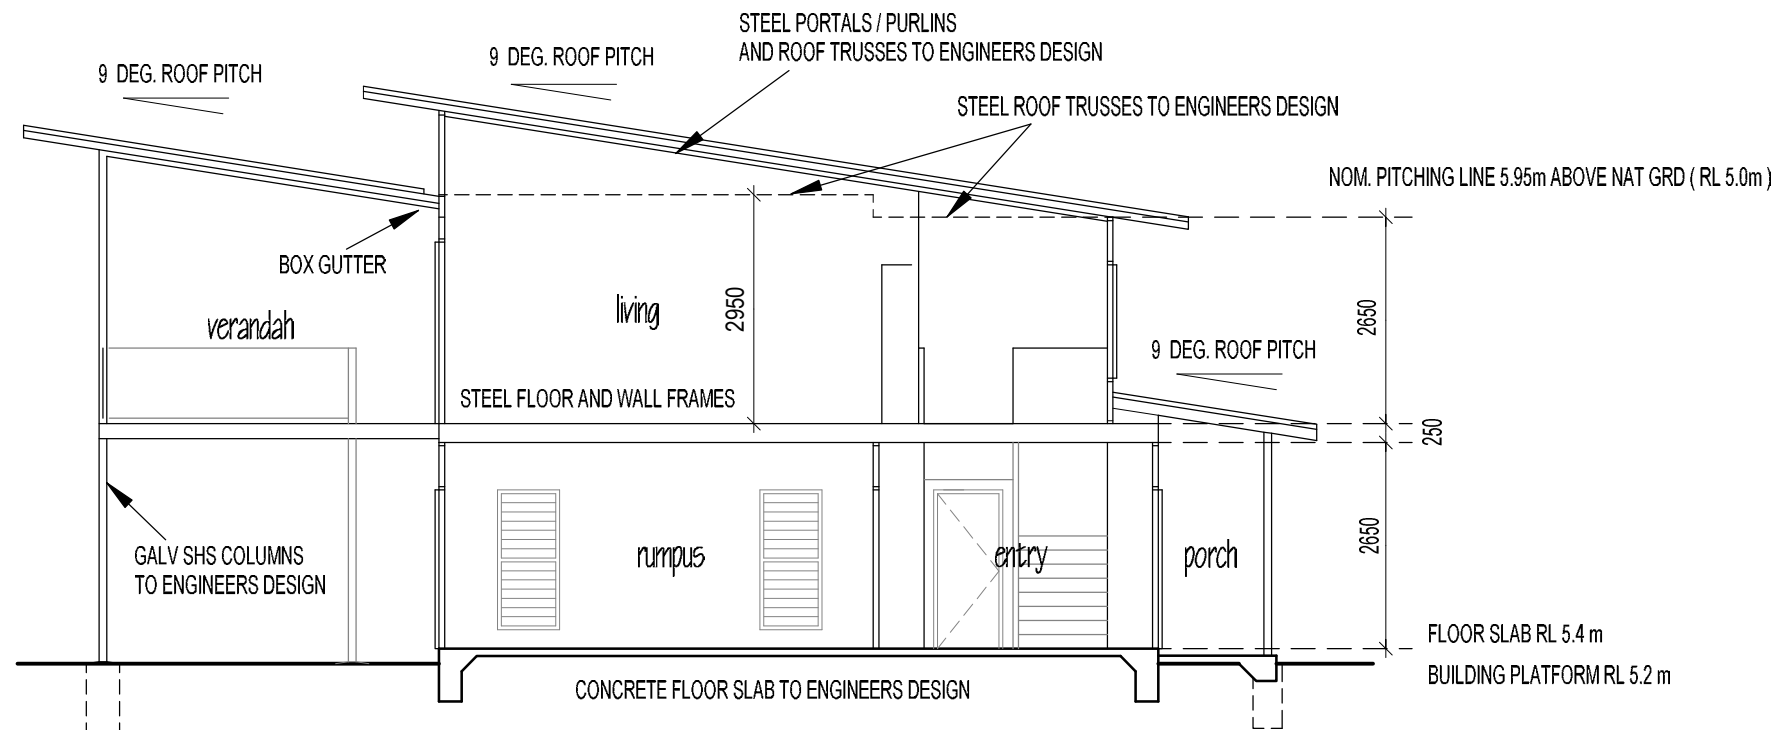 STEEL PORTALS / PURLINS
AND ROOF TRUSSES TO ENGINEERS DESIGN
9 DEG. ROOF PITCH
9 DEG. ROOF PITCH
STEEL ROOF TRUSSES TO ENGINEERS DESIGN
NOM. PITCHING LINE 5.95m ABOVE NAT GRD ( RL 5.0m )
BOX GUTTER
verandah
living
2950
2650
9 DEG. ROOF PITCH
STEEL FLOOR AND WALL FRAMES
250
GALV SHS COLUMNS
TO ENGINEERS DESIGN
rumpus
entry
porch
2650
FLOOR SLAB RL 5.4 m
BUILDING PLATFORM RL 5.2 m
CONCRETE FLOOR SLAB TO ENGINEERS DESIGN